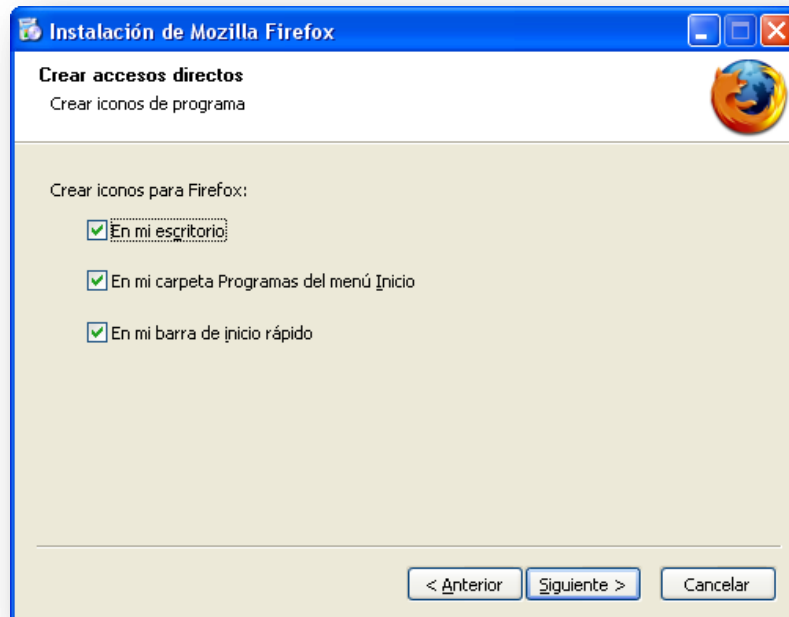 Instalación de Mozilla Firefox
Crear accesos directos
Crear iconos de programa
Crear iconos para Firefox:
En mi escritorio
En mi carpeta Programas del menú Inicio
En mi barra de inicio rápido
< Anterior
Siguiente >
Cancelar